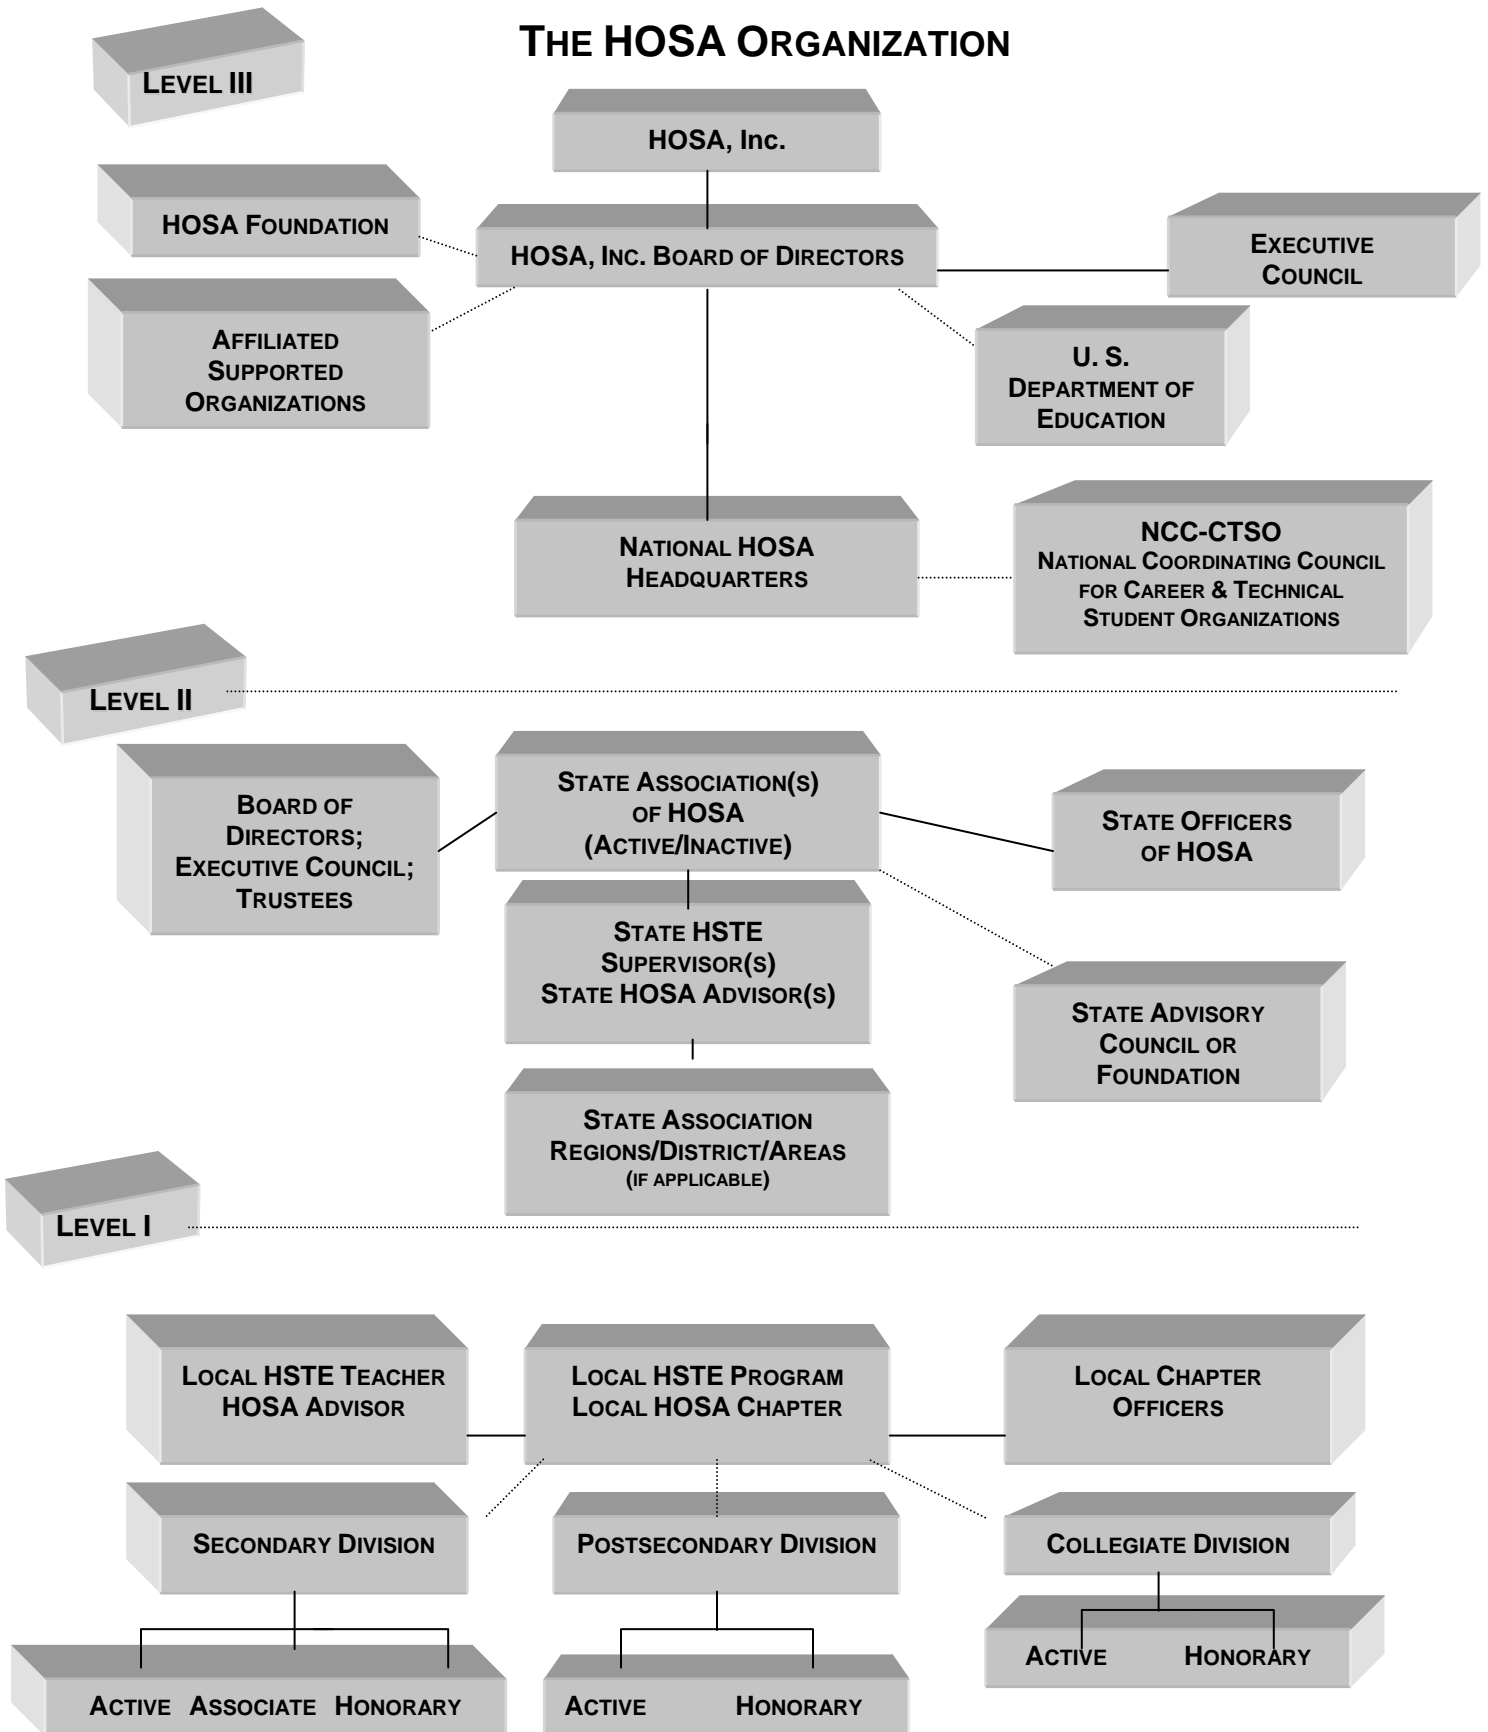 THE HOSA ORGANIZATION
LEVEL III
HOSA, Inc.
HOSA FOUNDATION
HOSA, INC. BOARD OF DIRECTORS
EXECUTIVE
COUNCIL
AFFILIATED
SUPPORTED
ORGANIZATIONS
U. S.
DEPARTMENT OF
EDUCATION
NATIONAL HOSA
HEADQUARTERS
NCC-CTSO
NATIONAL COORDINATING COUNCIL
FOR CAREER & TECHNICAL
STUDENT ORGANIZATIONS
LEVEL II
BOARD OF
DIRECTORS;
EXECUTIVE COUNCIL;
TRUSTEES
STATE ASSOCIATION(S)
OF HOSA
(ACTIVE/INACTIVE)
STATE OFFICERS
OF HOSA
STATE HSTE
SUPERVISOR(S)
STATE HOSA ADVISOR(S)
STATE ADVISORY
COUNCIL OR
FOUNDATION
STATE ASSOCIATION
REGIONS/DISTRICT/AREAS
(IF APPLICABLE)
LEVEL I
LOCAL HSTE TEACHER
HOSA ADVISOR
LOCAL HSTE PROGRAM
LOCAL HOSA CHAPTER
LOCAL CHAPTER
OFFICERS
SECONDARY DIVISION
POSTSECONDARY DIVISION
COLLEGIATE DIVISION
ACTIVE ASSOCIATE HONORARY
ACTIVE HONORARY
ACTIVE HONORARY